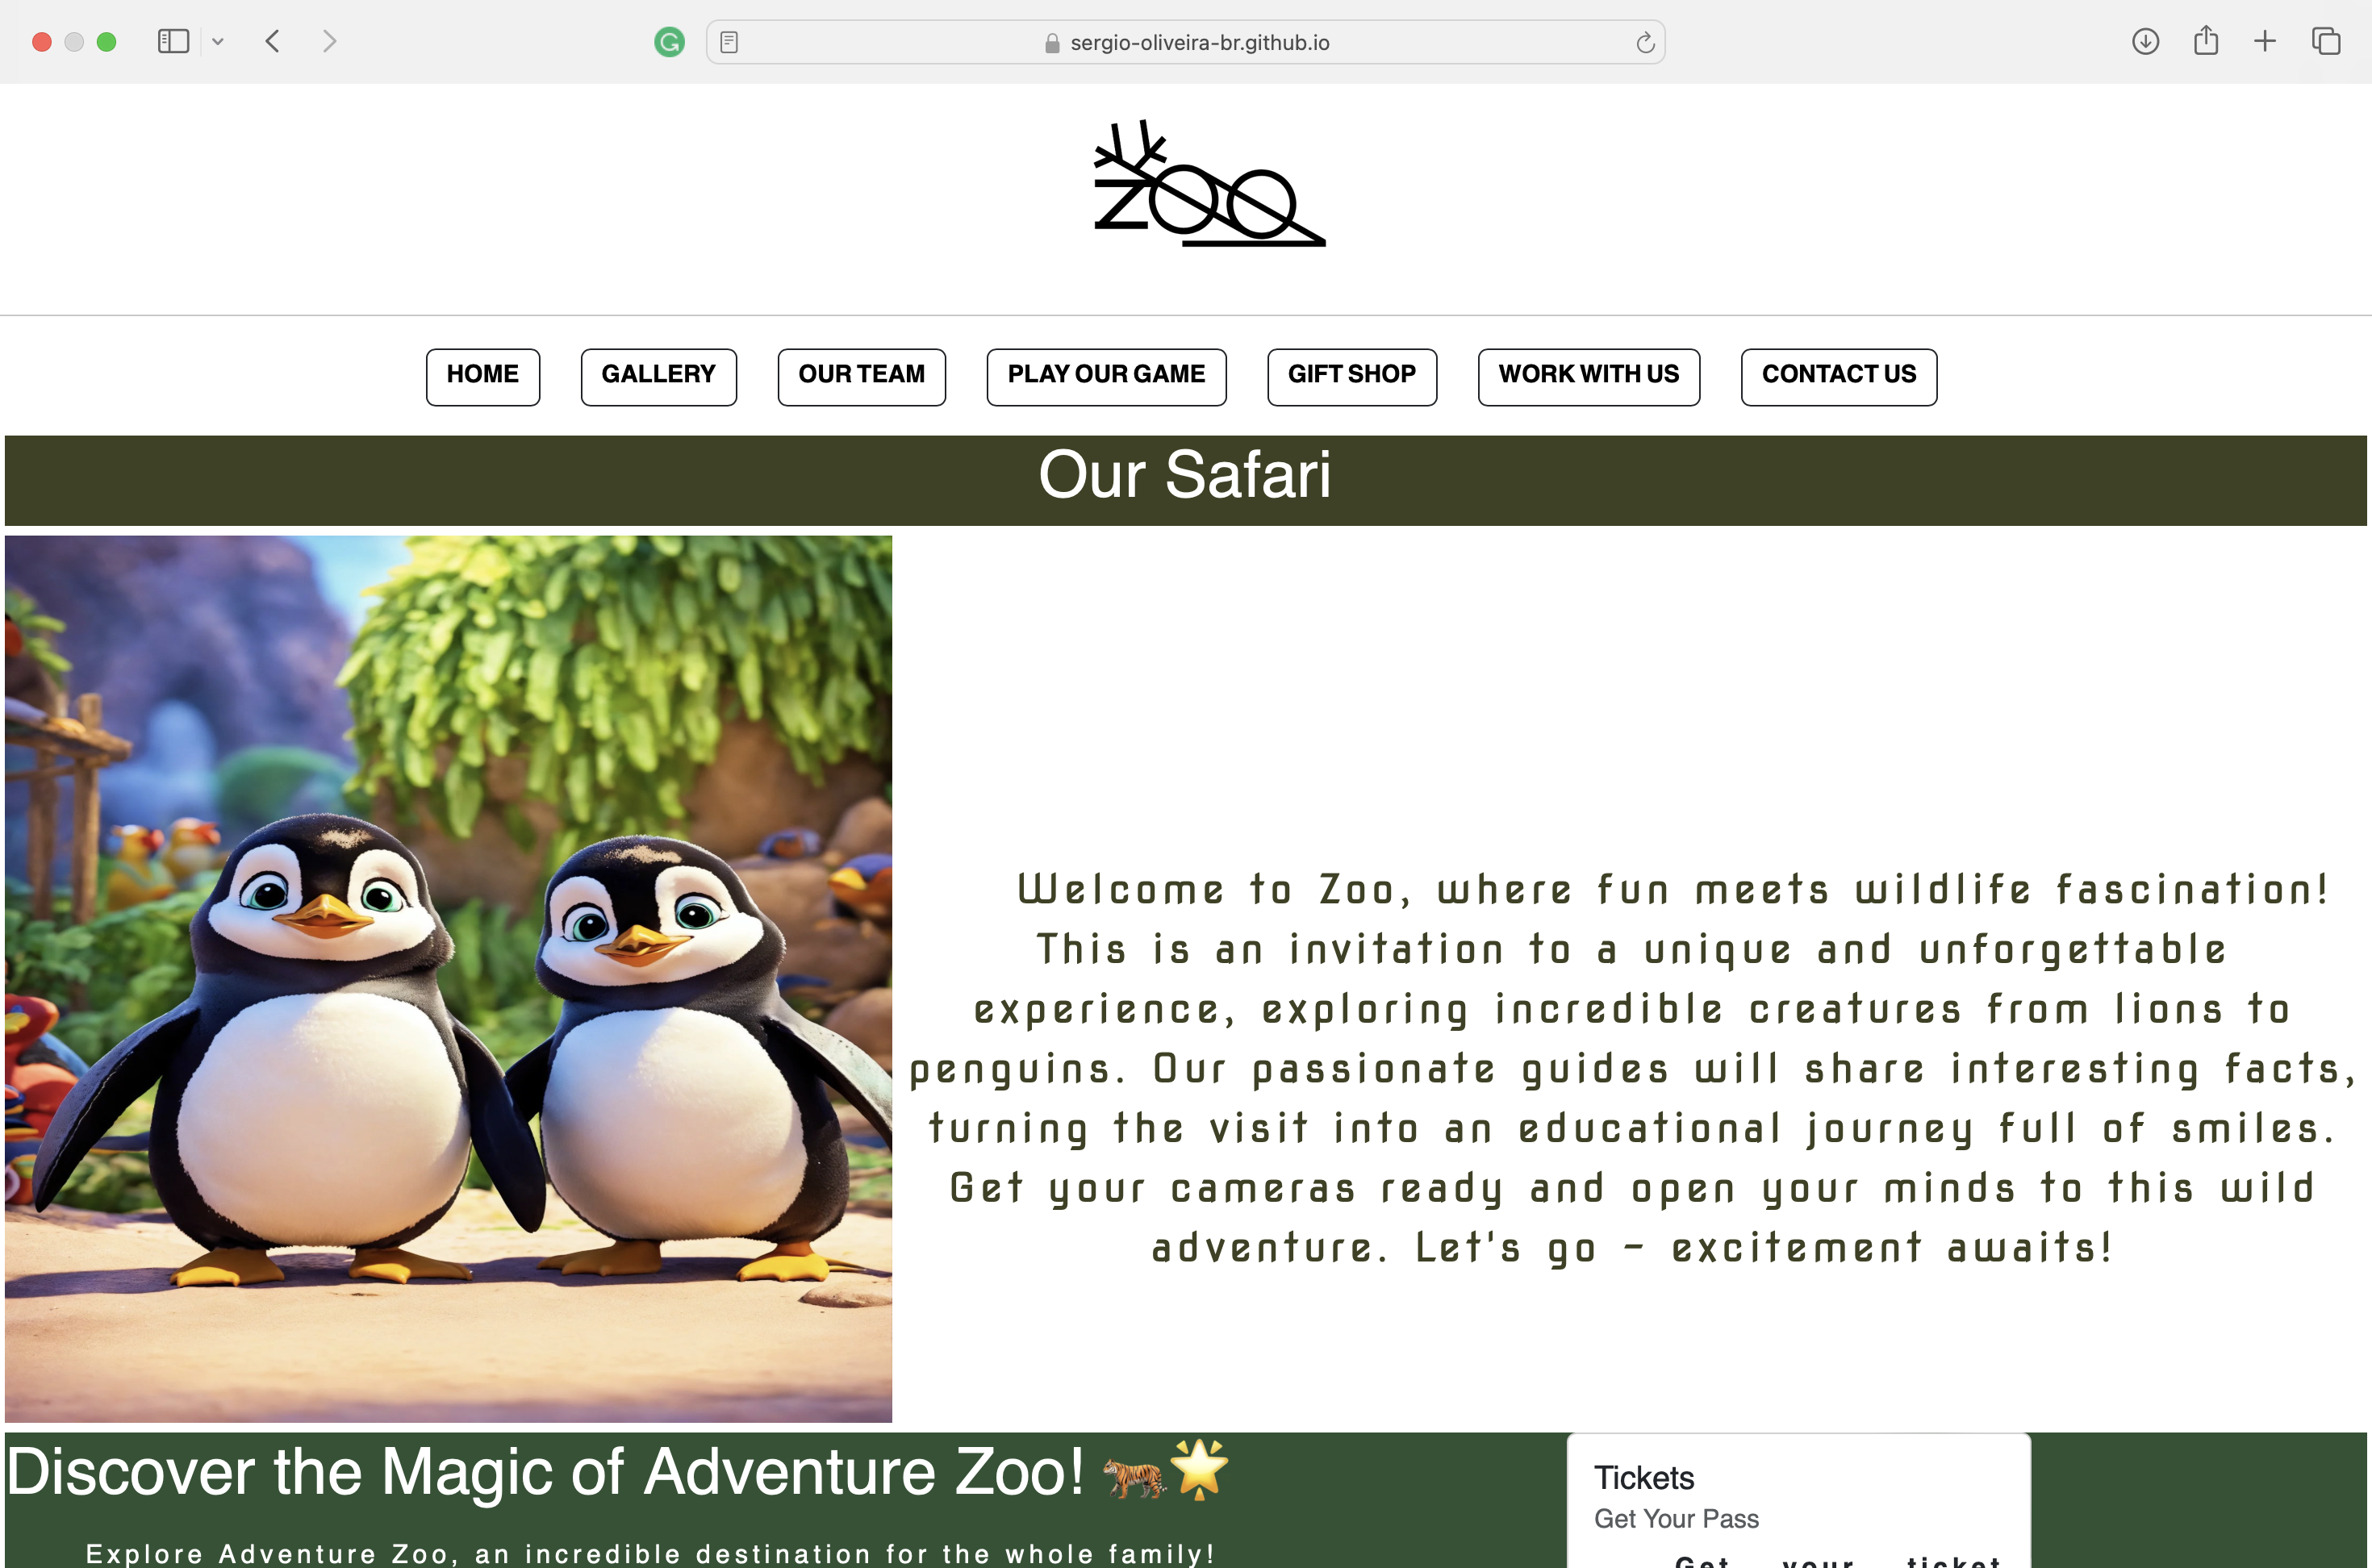 sergio-oliveira-br.github.io
ZOO
HOME GALLERY OUR TEAM PLAY OUR GAME GIFT SHOP WORK WITH US CONTACT US
Our Safari
Welcome to Zoo, where fun meets wildlife fascination!
This is an invitation to a unique and unforgettable
experience, exploring incredible creatures from lions to
penguins. Our passionate guides will share interesting facts,
turning the visit into an educational journey full of smiles.
Get your cameras ready and open your minds to this wild
adventure. Let's go - excitement awaits!
Discover the Magic of Adventure Zoo! 🐅🌟
Explore Adventure Zoo, an incredible destination for the whole family!
Tickets
Get Your Pass
Get your ticket